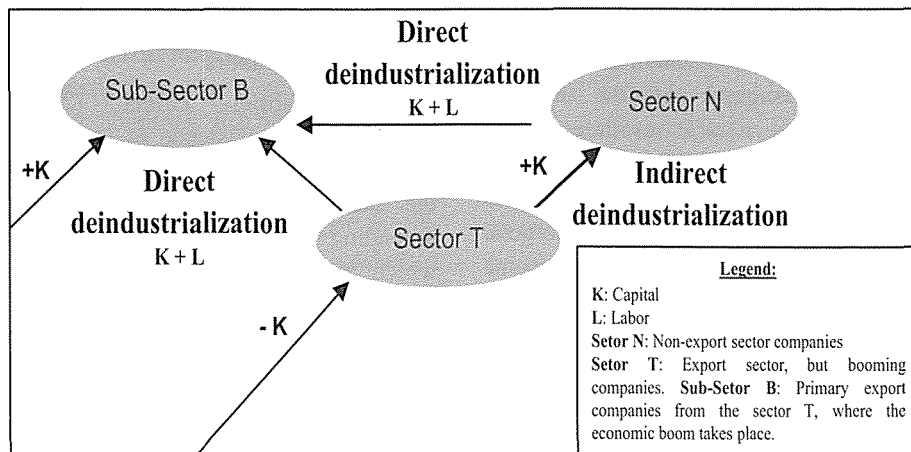 Direct
deindustrialization
K + L
Sub-Sector B
Sector N
+K
+K
Direct
deindustrialization
K + L
Indirect
deindustrialization
Sector T
- K
Legend:
K: Capital
L: Labor
Setor N: Non-export sector companies
Setor T: Export sector, but booming
companies. Sub-Setor B: Primary export
companies from the sector T, where the
economic boom takes place.